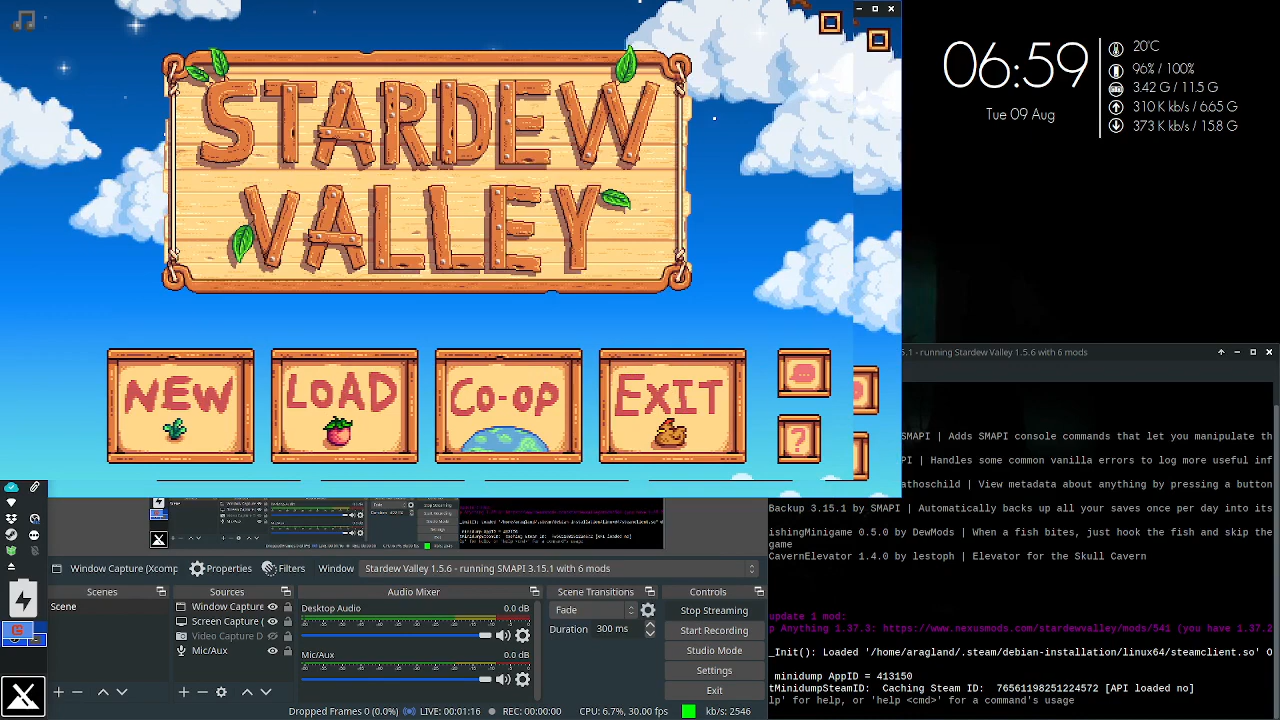 STARDEW
VALLEY
NEW
LOAD
CO-OP
EXIT
?
06:59
Tue 09 Aug
20°C
96% / 100%
3.42 G / 11.5 G
310 K kb/s / 6.65 G
373 K kb/s / 15.8 G
5.1 - running Stardew Valley 1.5.6 with 6 mods
SMAPI | Adds SMAPI console commands that let you manipulate th
PI | Handles some common vanilla errors to log more useful inf
athoschild | View metadata about anything by pressing a button
Backup 3.15.1 by SMAPI | Automatically backs up all your saves once per day into its
ishingMinigame 0.5.0 by DewMods | When a fish bites, just hook the fish and skip the
game
CavernElevator 1.4.0 by lestoph | Elevator for the Skull Cavern
update 1 mod:
p Anything 1.37.3: https://www.nexusmods.com/stardewvalley/mods/541 (you have 1.37.2
_Init(): Loaded '/home/aragland/.steam/debian-installation/linux64/steamclient.so' O
minidump AppID = 413150
tMinidumpSteamID: Caching Steam ID: 76561198251224572 [API loaded no]
lp' for help, or 'help <cmd>' for a command's usage
Window Capture (Xcomp
Properties
Filters
Window
Stardew Valley 1.5.6 - running SMAPI 3.15.1 with 6 mods
Scenes
Scene
Sources
Window Capture
Screen Capture (
Video Capture D
Mic/Aux
Audio Mixer
Desktop Audio
0.0 dB
Mic/Aux
0.0 dB
Scene Transitions
Fade
Duration
300 ms
Controls
Stop Streaming
Start Recording
Studio Mode
Settings
Exit
Dropped Frames 0 (0.0%)
LIVE: 00:01:16
REC: 00:00:00
CPU: 6.7%, 30.00 fps
kb/s: 2546